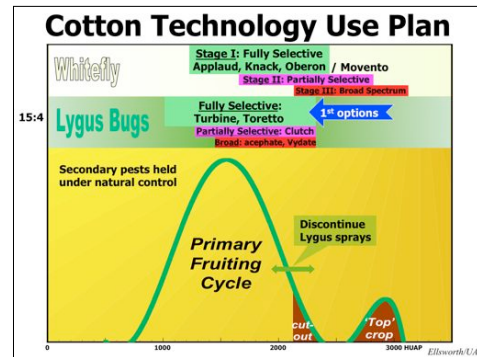 Cotton Technology Use Plan
Whitefly
Stage I: Fully Selective
Applaud, Knack, Oberon / Movento
Stage II: Partially Selective
Stage III: Broad Spectrum
15:4
Lygus Bugs
Fully Selective:
Turbine, Toretto
1st options
Partially Selective: Clutch
Broad: acephate, Vydate
Secondary pests held
under natural control
Primary
Fruiting
Cycle
Discontinue
Lygus sprays
cut-
out
'Top'
crop
0
1000
2000
3000 HUAP
Ellsworth/UA